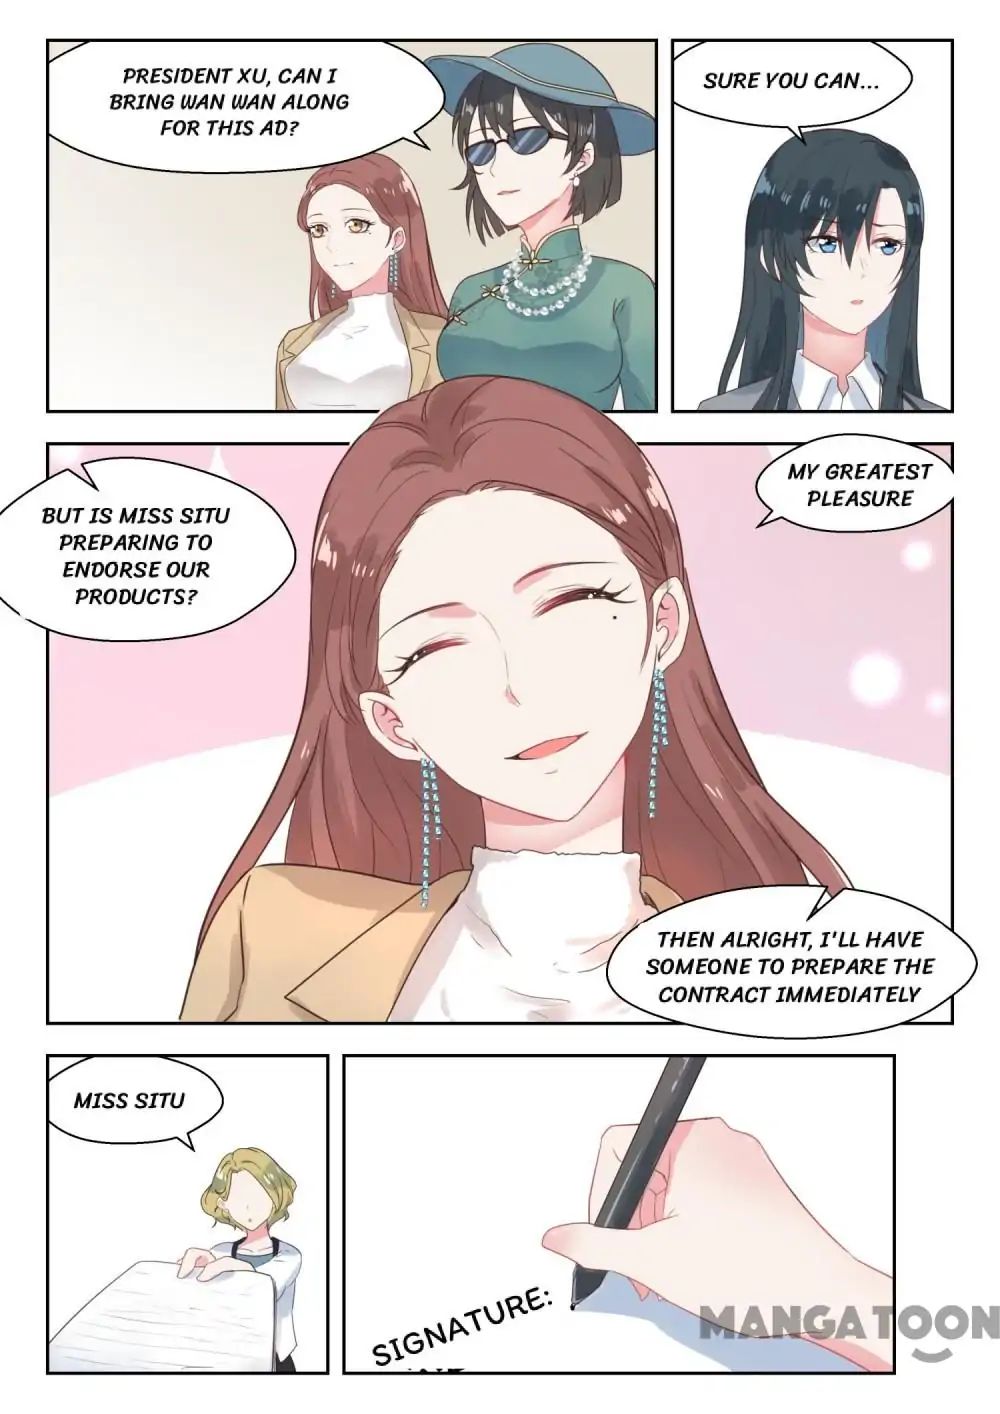 PRESIDENT XU, CAN I
BRING WAN WAN ALONG
FOR THIS AD?
SURE YOU CAN...
BUT IS MISS SITU
PREPARING TO
ENDORSE OUR
PRODUCTS?
MY GREATEST
PLEASURE
THEN ALRIGHT, I'LL HAVE
SOMEONE TO PREPARE THE
CONTRACT IMMEDIATELY
MISS SITU
SIGNATURE:
MANGATOON